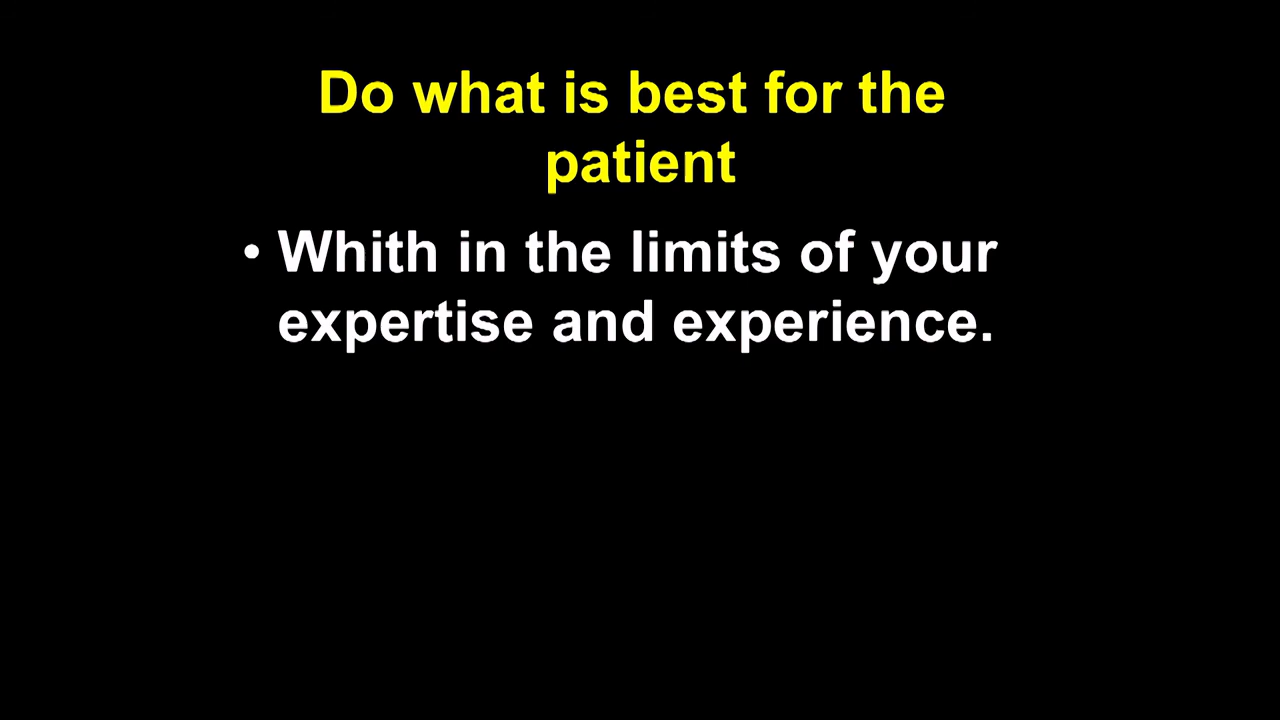 Do what is best for the
patient
• Whith in the limits of your
expertise and experience.